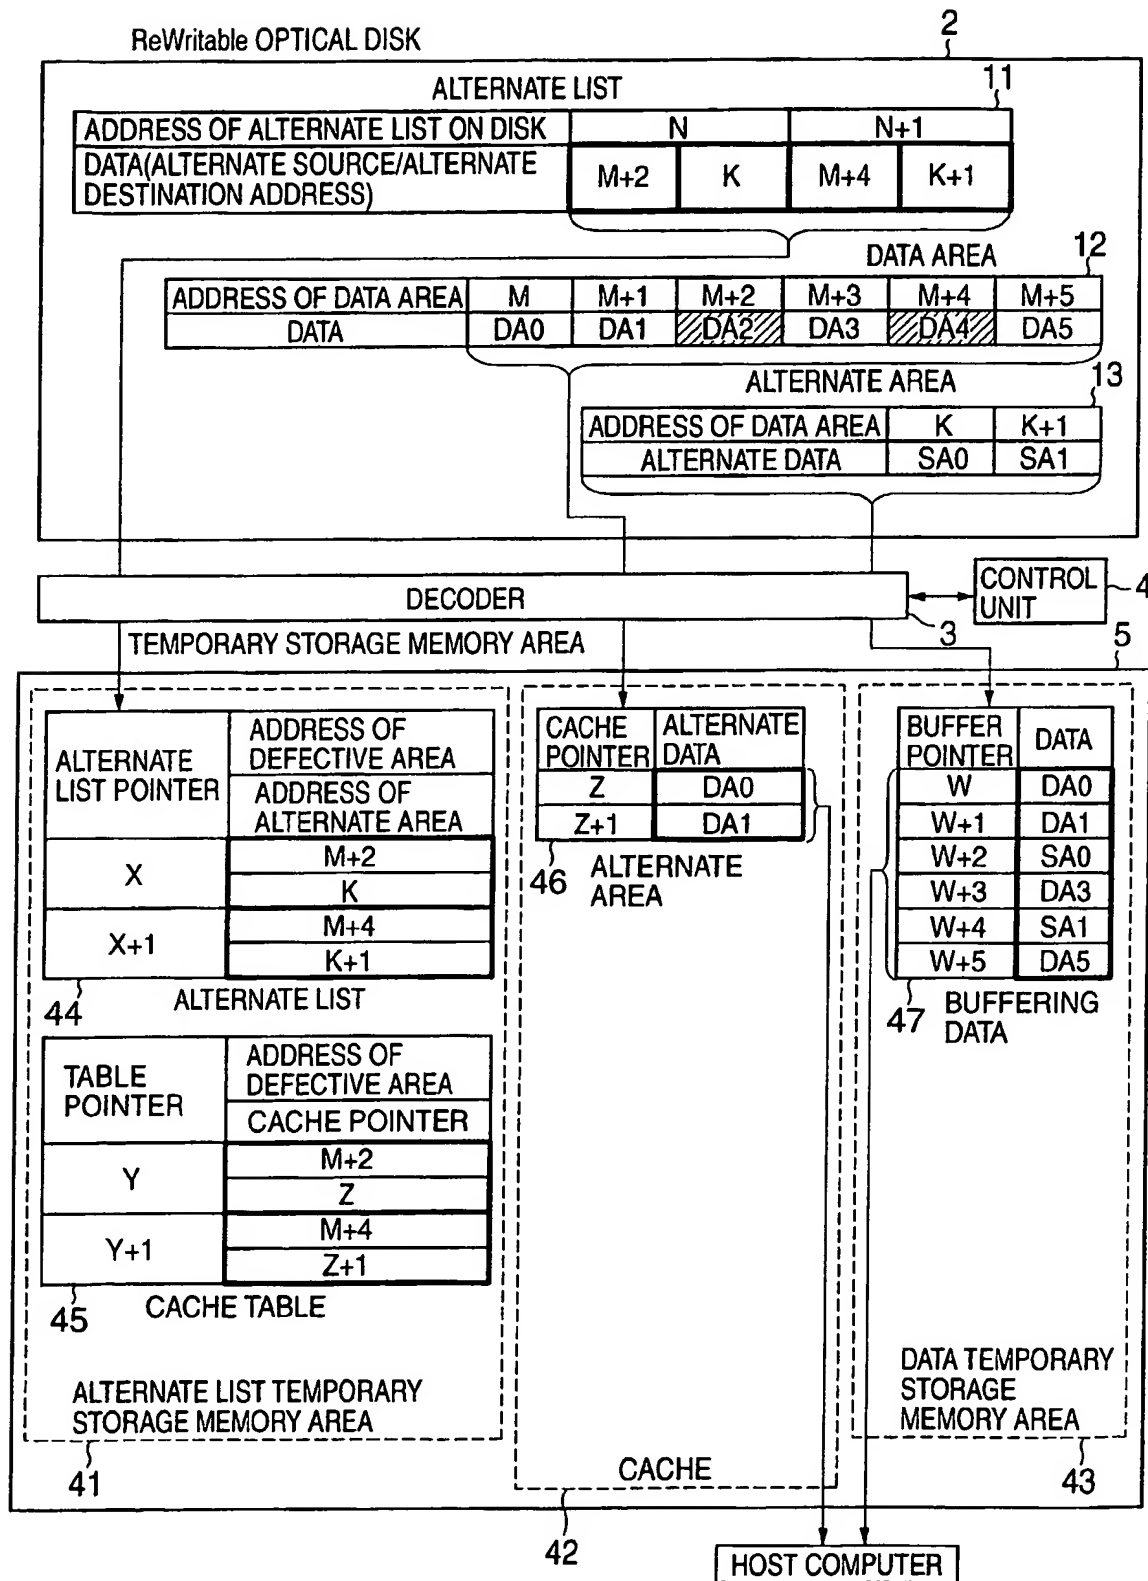 ReWritable OPTICAL DISK
2
ALTERNATE LIST
11
ADDRESS OF ALTERNATE LIST ON DISK N N+1
DATA(ALTERNATE SOURCE/ALTERNATE DESTINATION ADDRESS) M+2 K M+4 K+1
DATA AREA
12
ADDRESS OF DATA AREA M M+1 M+2 M+3 M+4 M+5
DATA DA0 DA1 DA2 DA3 DA4 DA5
ALTERNATE AREA
13
ADDRESS OF DATA AREA K K+1
ALTERNATE DATA SA0 SA1
DECODER
3
CONTROL
UNIT
4
TEMPORARY STORAGE MEMORY AREA
5
ALTERNATE
LIST POINTER
ADDRESS OF
DEFECTIVE AREA
ADDRESS OF
ALTERNATE AREA
X
M+2
K
X+1
M+4
K+1
44
ALTERNATE LIST
TABLE
POINTER
ADDRESS OF
DEFECTIVE AREA
CACHE POINTER
Y
M+2
Z
Y+1
M+4
Z+1
45
CACHE TABLE
ALTERNATE LIST TEMPORARY
STORAGE MEMORY AREA
41
CACHE
POINTER
ALTERNATE
DATA
Z DA0
Z+1 DA1
46
ALTERNATE
AREA
CACHE
42
BUFFER
POINTER
DATA
W DA0
W+1 DA1
W+2 SA0
W+3 DA3
W+4 SA1
W+5 DA5
47
BUFFERING
DATA
DATA TEMPORARY
STORAGE
MEMORY AREA
43
HOST COMPUTER